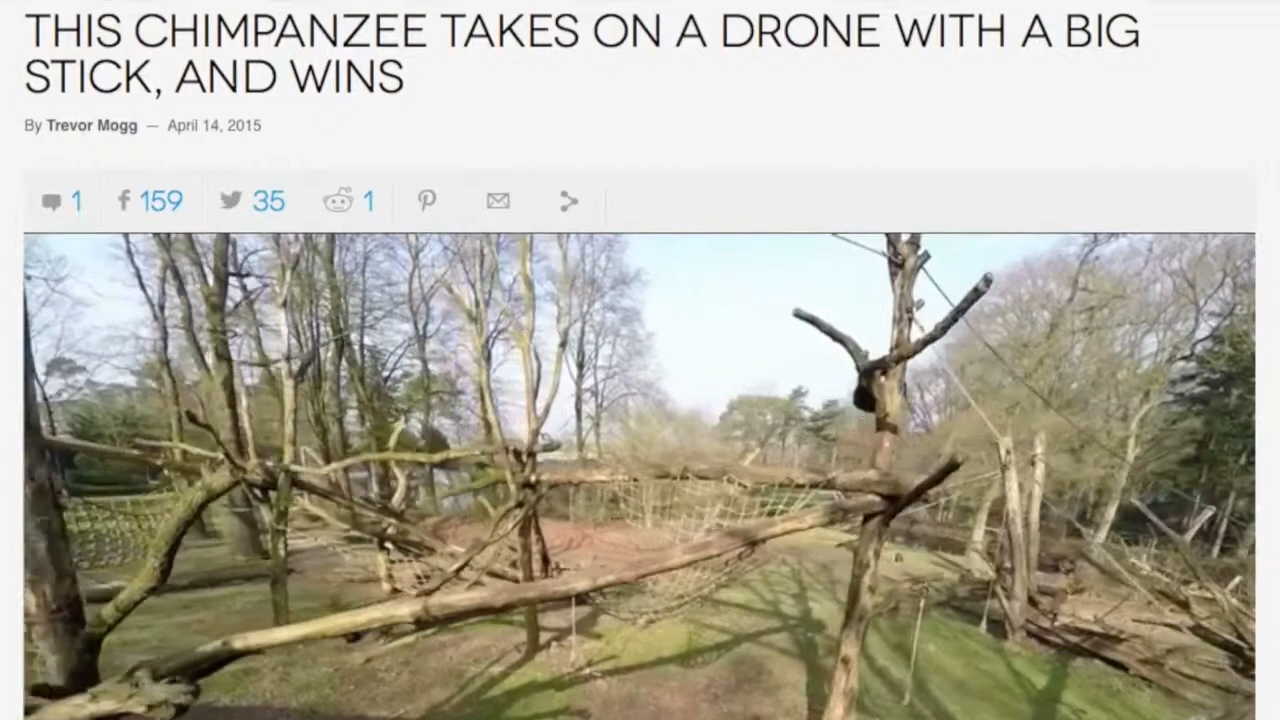 THIS CHIMPANZEE TAKES ON A DRONE WITH A BIG
STICK, AND WINS
By Trevor Mogg — April 14, 2015
1 159 35 1